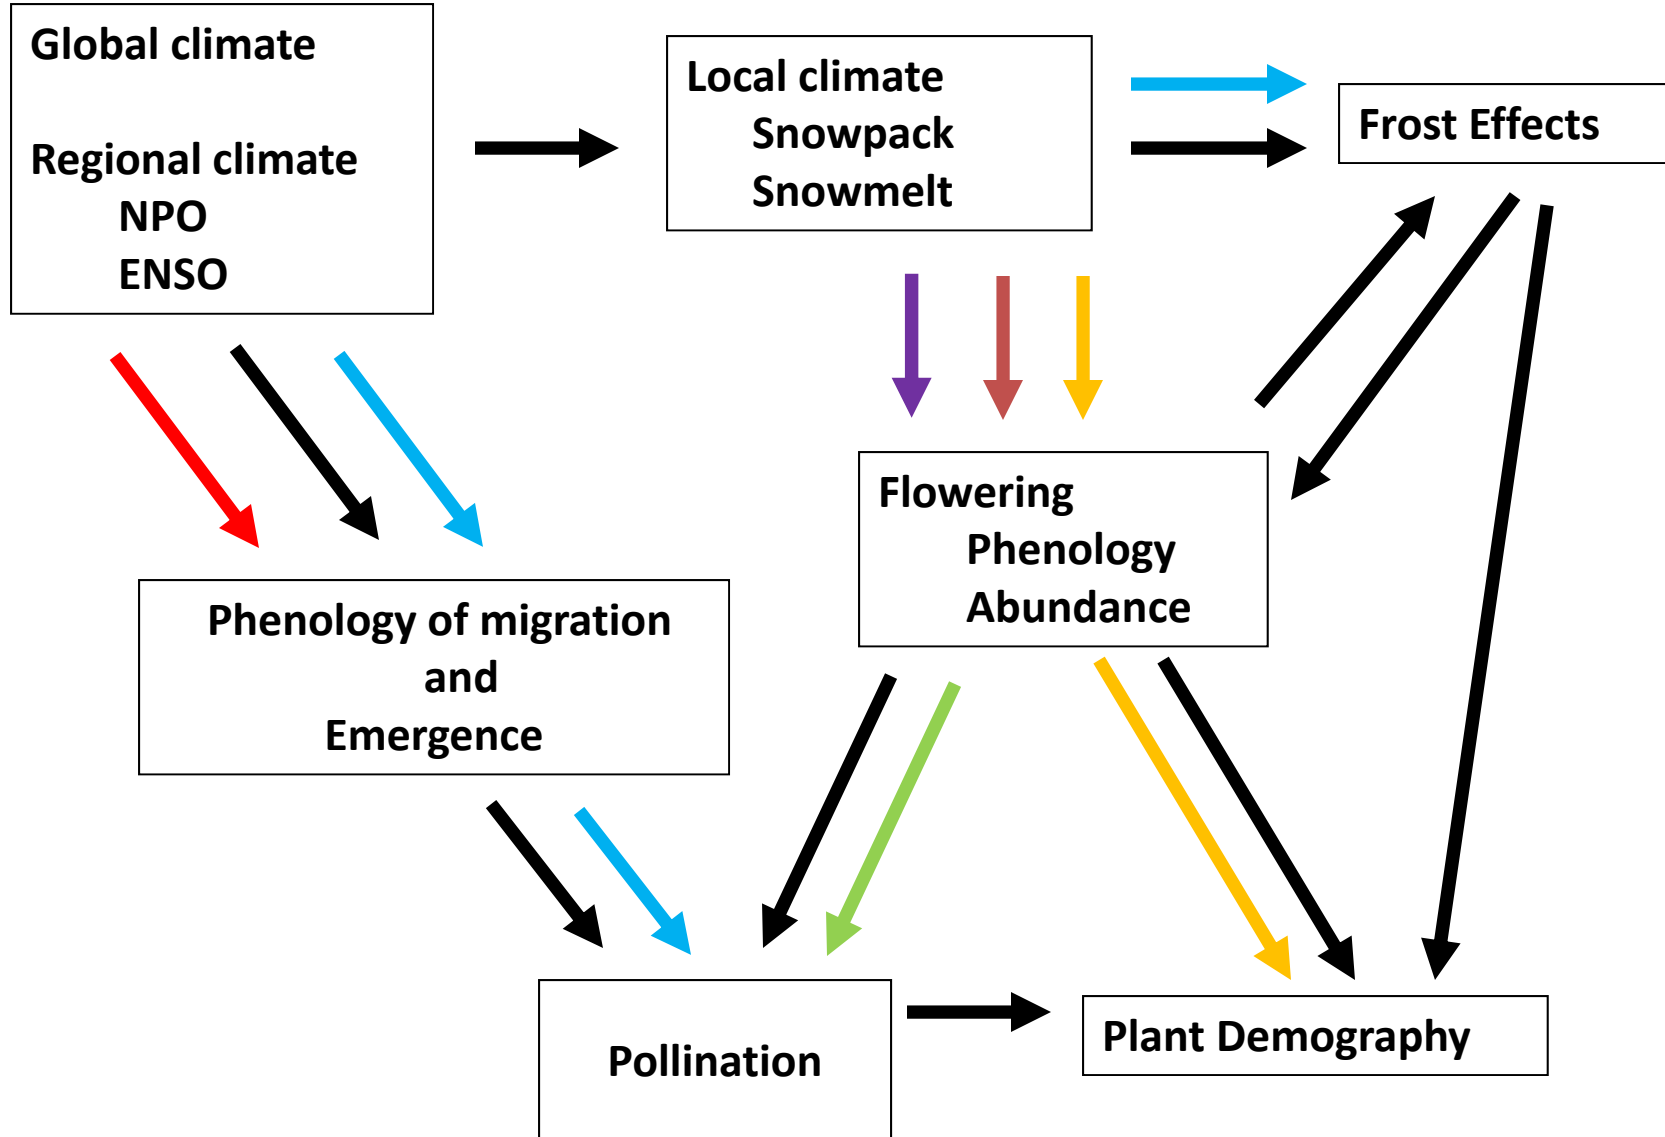 Global climate
Regional climate
NPO
ENSO
Local climate
Snowpack
Snowmelt
Frost Effects
Flowering
Phenology
Abundance
Phenology of migration
and
Emergence
Pollination
Plant Demography